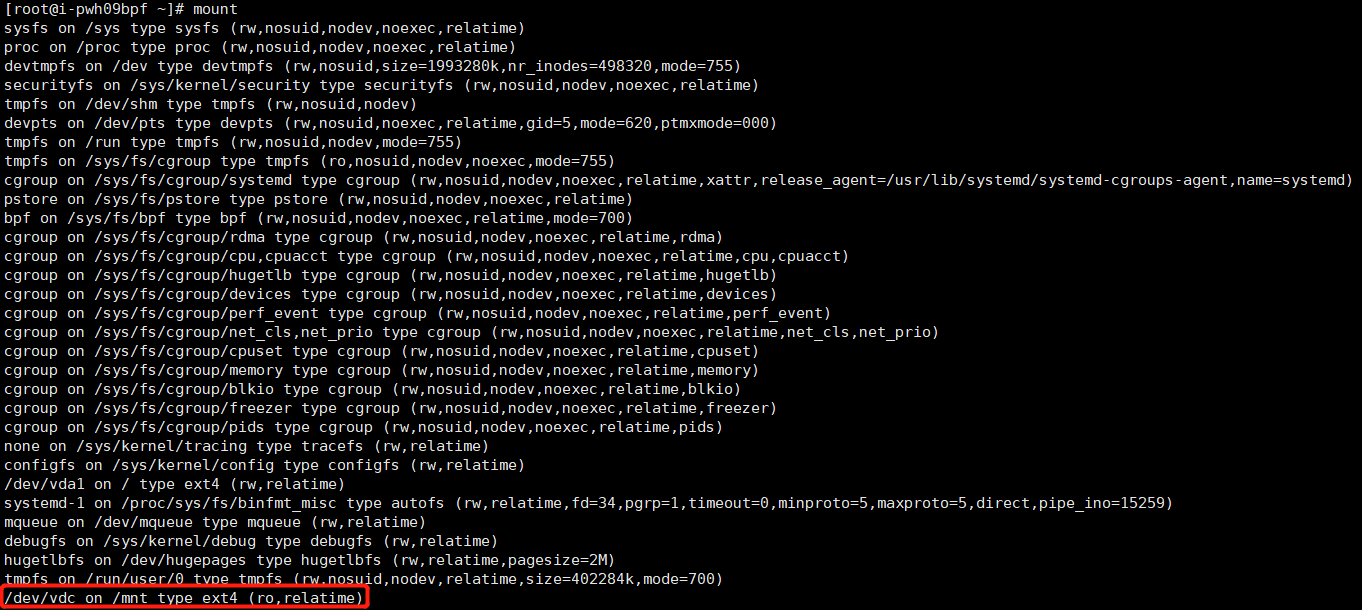 [root@i-pwh09bpf ~]# mount
sysfs on /sys type sysfs (rw,nosuid,nodev,noexec,relatime)
proc on /proc type proc (rw,nosuid,nodev,noexec,relatime)
devtmpfs on /dev type devtmpfs (rw,nosuid,size=1993280k,nr_inodes=498320,mode=755)
securityfs on /sys/kernel/security type securityfs (rw,nosuid,nodev,noexec,relatime)
tmpfs on /dev/shm type tmpfs (rw,nosuid,nodev)
devpts on /dev/pts type devpts (rw,nosuid,noexec,relatime,gid=5,mode=620,ptmxmode=000)
tmpfs on /run type tmpfs (rw,nosuid,nodev,mode=755)
tmpfs on /sys/fs/cgroup type tmpfs (ro,nosuid,nodev,noexec,mode=755)
cgroup on /sys/fs/cgroup/systemd type cgroup (rw,nosuid,nodev,noexec,relatime,xattr,release_agent=/usr/lib/systemd/systemd-cgroups-agent,name=systemd)
pstore on /sys/fs/pstore type pstore (rw,nosuid,nodev,noexec,relatime)
bpf on /sys/fs/bpf type bpf (rw,nosuid,nodev,noexec,relatime,mode=700)
cgroup on /sys/fs/cgroup/rdma type cgroup (rw,nosuid,nodev,noexec,relatime,rdma)
cgroup on /sys/fs/cgroup/cpu,cpuacct type cgroup (rw,nosuid,nodev,noexec,relatime,cpu,cpuacct)
cgroup on /sys/fs/cgroup/hugetlb type cgroup (rw,nosuid,nodev,noexec,relatime,hugetlb)
cgroup on /sys/fs/cgroup/devices type cgroup (rw,nosuid,nodev,noexec,relatime,devices)
cgroup on /sys/fs/cgroup/perf_event type cgroup (rw,nosuid,nodev,noexec,relatime,perf_event)
cgroup on /sys/fs/cgroup/net_cls,net_prio type cgroup (rw,nosuid,nodev,noexec,relatime,net_cls,net_prio)
cgroup on /sys/fs/cgroup/cpuset type cgroup (rw,nosuid,nodev,noexec,relatime,cpuset)
cgroup on /sys/fs/cgroup/memory type cgroup (rw,nosuid,nodev,noexec,relatime,memory)
cgroup on /sys/fs/cgroup/blkio type cgroup (rw,nosuid,nodev,noexec,relatime,blkio)
cgroup on /sys/fs/cgroup/freezer type cgroup (rw,nosuid,nodev,noexec,relatime,freezer)
cgroup on /sys/fs/cgroup/pids type cgroup (rw,nosuid,nodev,noexec,relatime,pids)
none on /sys/kernel/tracing type tracefs (rw,relatime)
configfs on /sys/kernel/config type configfs (rw,relatime)
/dev/vda1 on / type ext4 (rw,relatime)
systemd-1 on /proc/sys/fs/binfmt_misc type autofs (rw,relatime,fd=34,pgrp=1,timeout=0,minproto=5,maxproto=5,direct,pipe_ino=15259)
mqueue on /dev/mqueue type mqueue (rw,relatime)
debugfs on /sys/kernel/debug type debugfs (rw,relatime)
hugetlbfs on /dev/hugepages type hugetlbfs (rw,relatime,pagesize=2M)
tmpfs on /run/user/0 type tmpfs (rw,nosuid,nodev,relatime,size=402284k,mode=700)
/dev/vdc on /mnt type ext4 (ro,relatime)